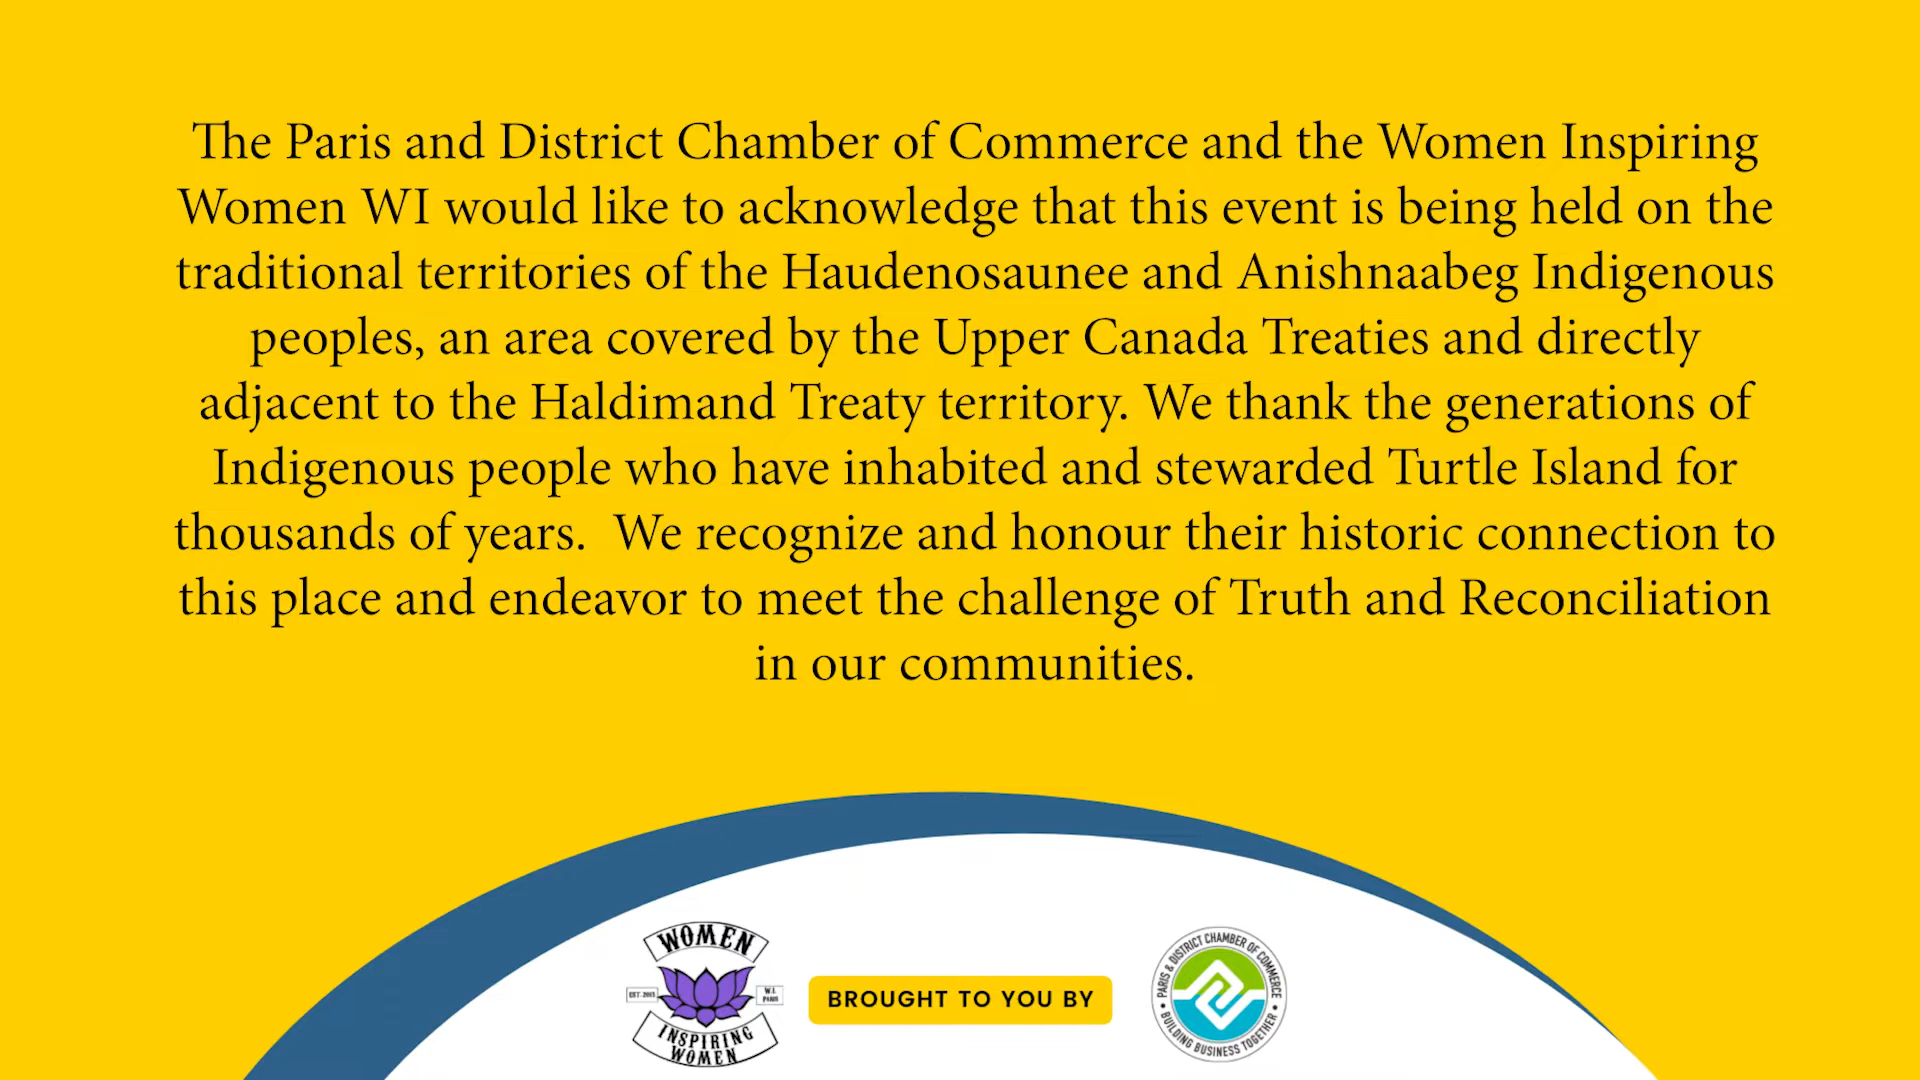 The Paris and District Chamber of Commerce and the Women Inspiring
Women WI would like to acknowledge that this event is being held on the
traditional territories of the Haudenosaunee and Anishnaabeg Indigenous
peoples, an area covered by the Upper Canada Treaties and directly
adjacent to the Haldimand Treaty territory. We thank the generations of
Indigenous people who have inhabited and stewarded Turtle Island for
thousands of years.  We recognize and honour their historic connection to
this place and endeavor to meet the challenge of Truth and Reconciliation
in our communities.
WOMEN
EST. 2015
W.I.
PARIS
INSPIRING
WOMEN
BROUGHT TO YOU BY
PARIS & DISTRICT CHAMBER OF COMMERCE
• BUILDING BUSINESS TOGETHER •